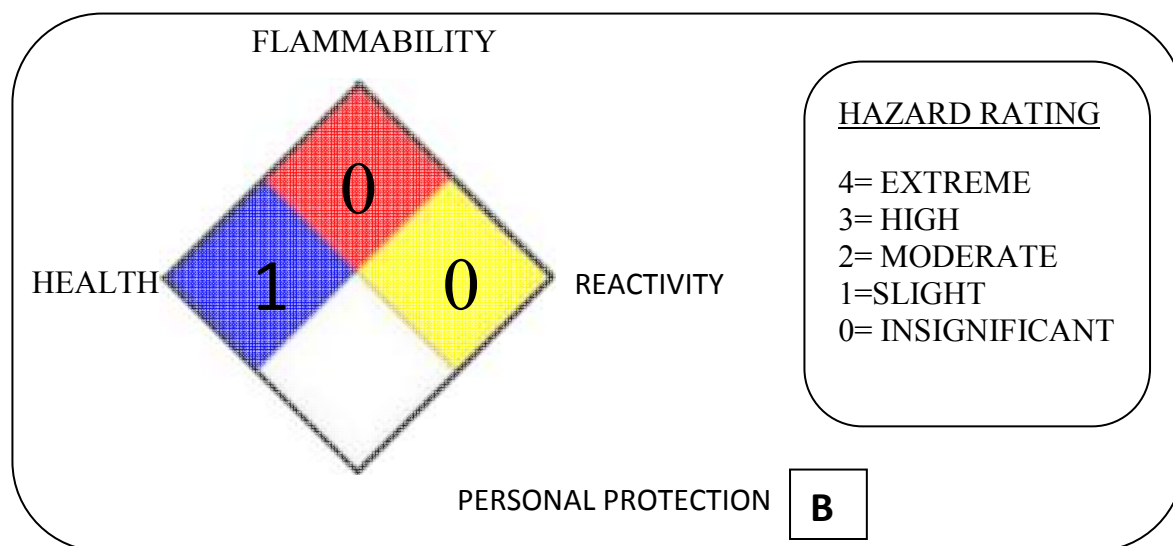 FLAMMABILITY
0
HEALTH
1
0
REACTIVITY
HAZARD RATING
4= EXTREME
3= HIGH
2= MODERATE
1=SLIGHT
0= INSIGNIFICANT
PERSONAL PROTECTION B